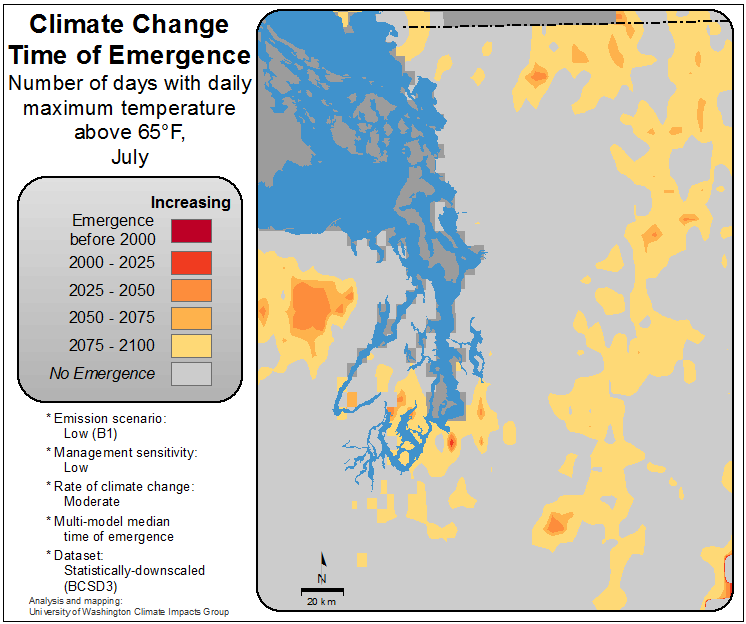 Climate Change
Time of Emergence
Number of days with daily
maximum temperature
above 65°F,
July
Increasing
Emergence
before 2000
2000 - 2025
2025 - 2050
2050 - 2075
2075 - 2100
No Emergence
* Emission scenario:
Low (B1)
* Management sensitivity:
Low
* Rate of climate change:
Moderate
* Multi-model median
time of emergence
* Dataset:
Statistically-downscaled
(BCSD3)
Analysis and mapping:
University of Washington Climate Impacts Group
N
20 km